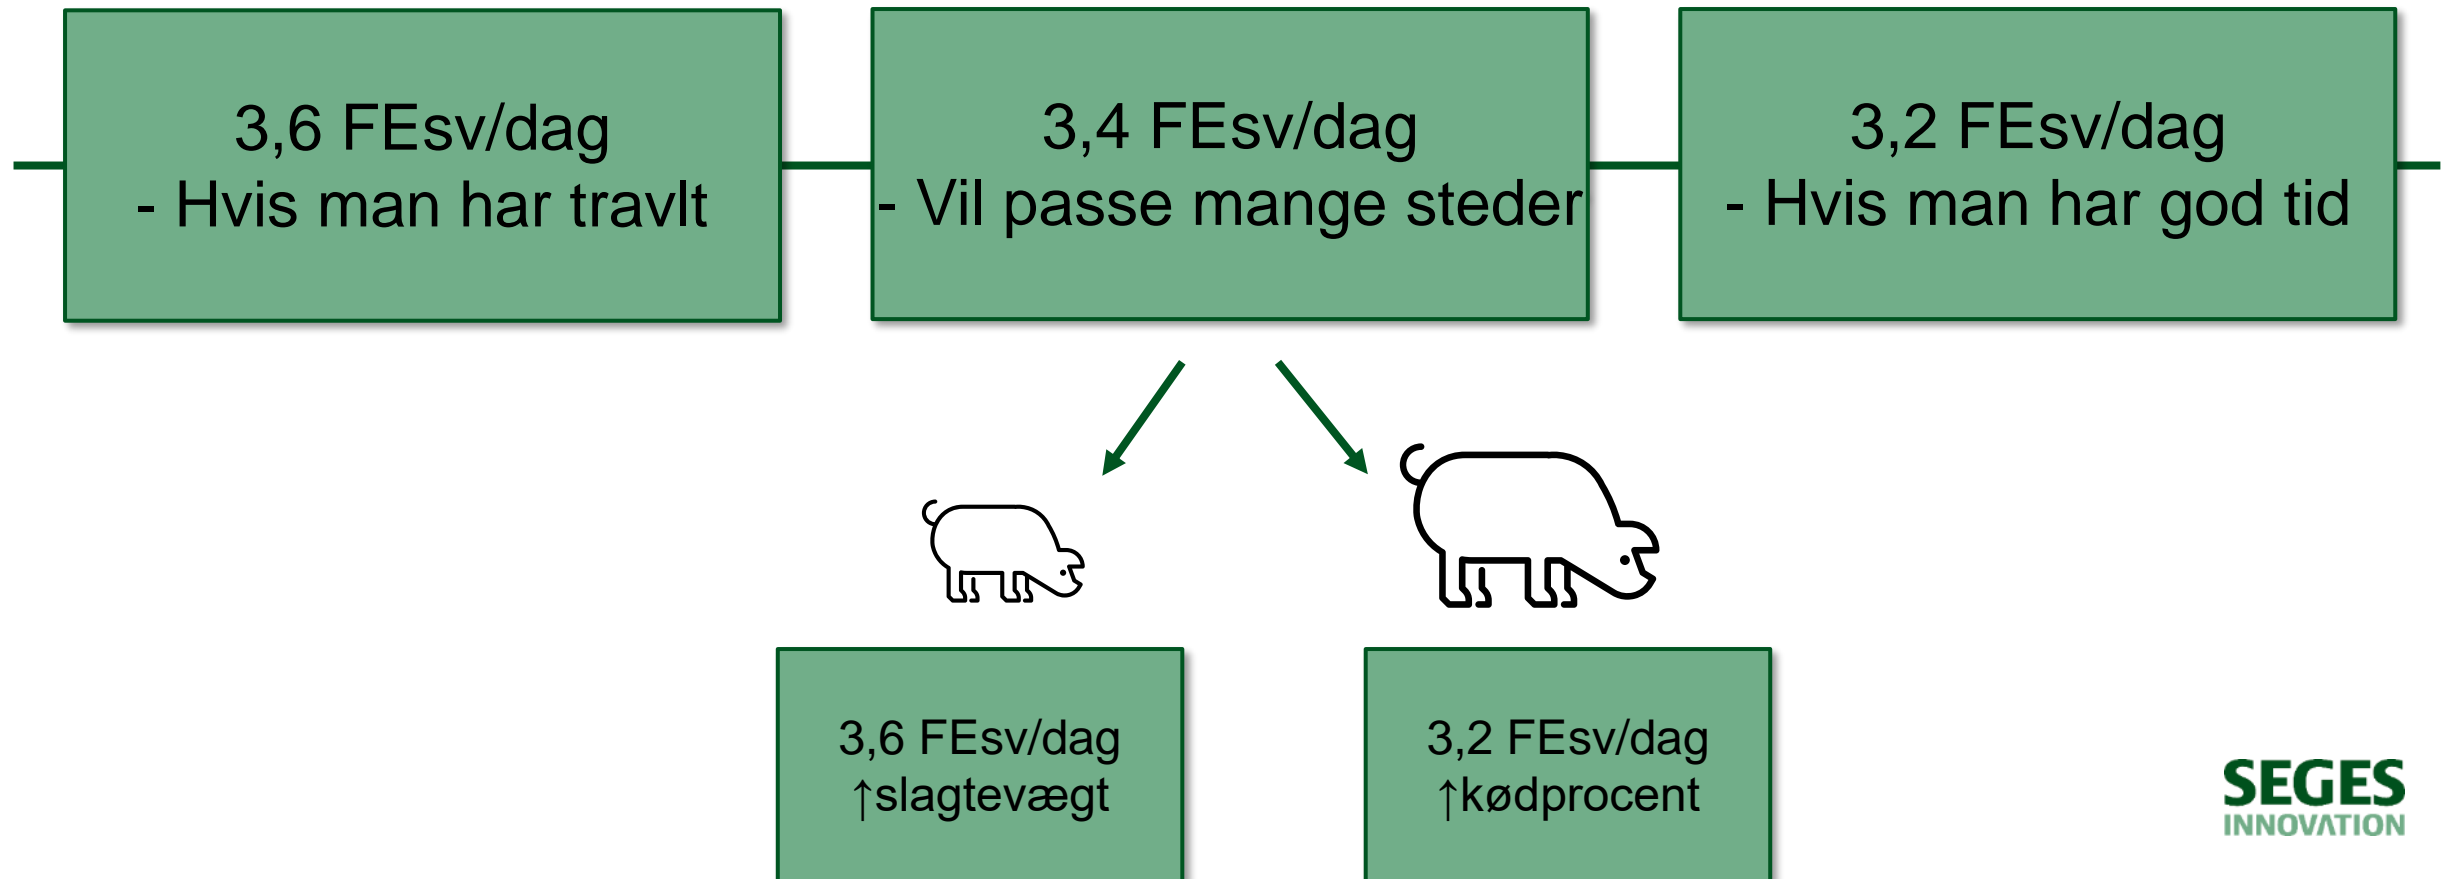 3,6 FEsv/dag
- Hvis man har travlt
3,4 FEsv/dag
- Vil passe mange steder
3,2 FEsv/dag
- Hvis man har god tid
3,6 FEsv/dag
↑slagtevægt
3,2 FEsv/dag
↑kødprocent
SEGES
INNOVATION